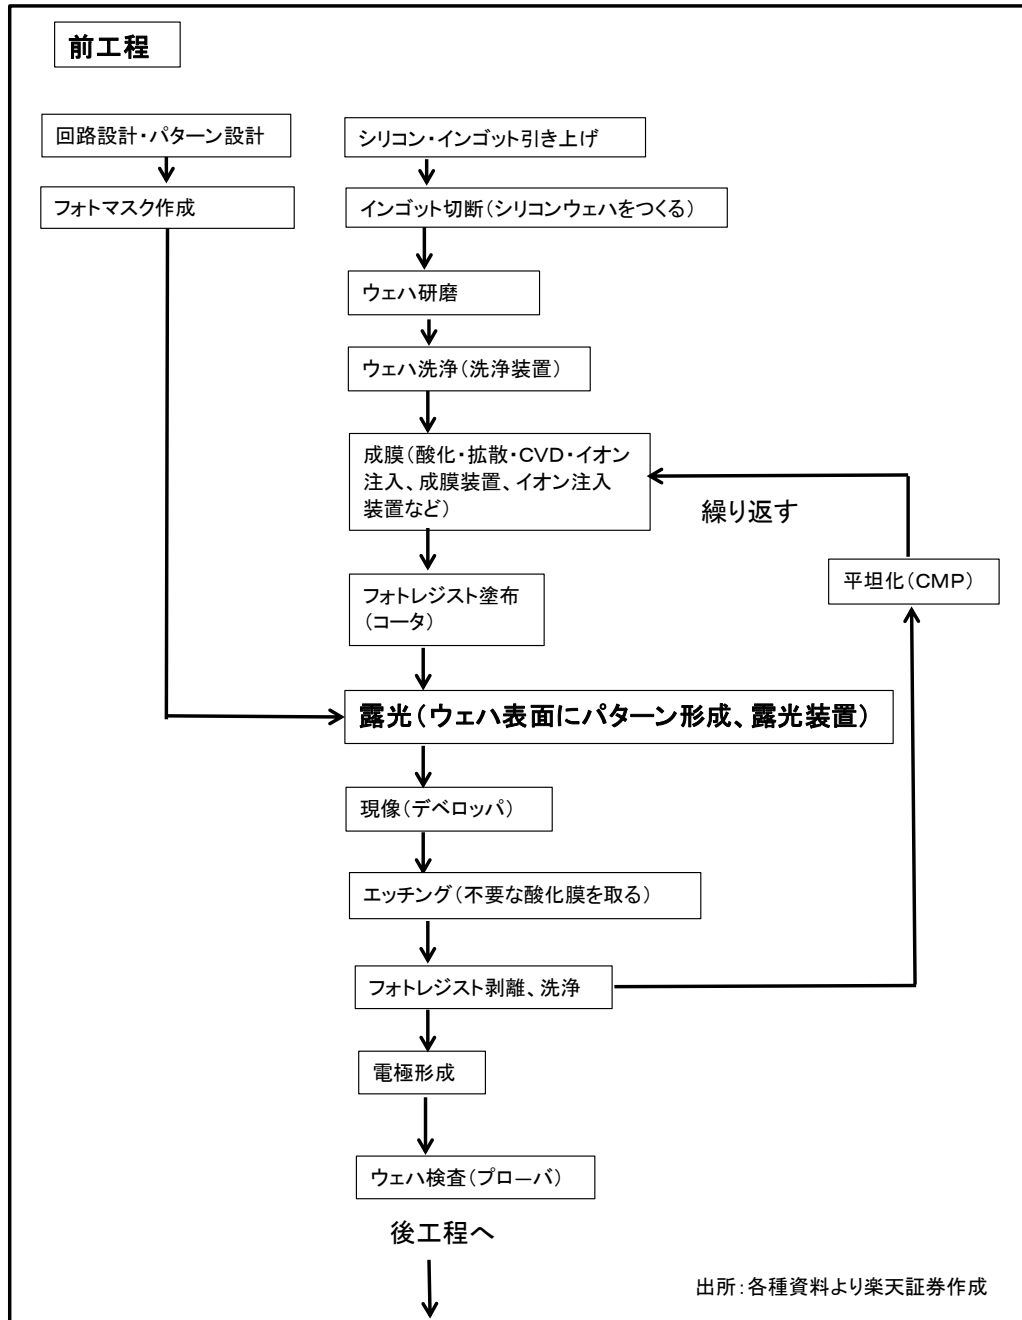 前工程
回路設計・パターン設計
フォトマスク作成
シリコン・インゴット引き上げ
インゴット切断（シリコンウェハをつくる）
ウェハ研磨
ウェハ洗浄（洗浄装置）
成膜（酸化・拡散・CVD・イオン
注入、成膜装置、イオン注入
装置など）
繰り返す
平坦化（CMP）
フォトレジスト塗布
（コータ）
露光（ウェハ表面にパターン形成、露光装置）
現像（デベロッパ）
エッチング（不要な酸化膜を取る）
フォトレジスト剥離、洗浄
電極形成
ウェハ検査（プローバ）
後工程へ
出所：各種資料より楽天証券作成